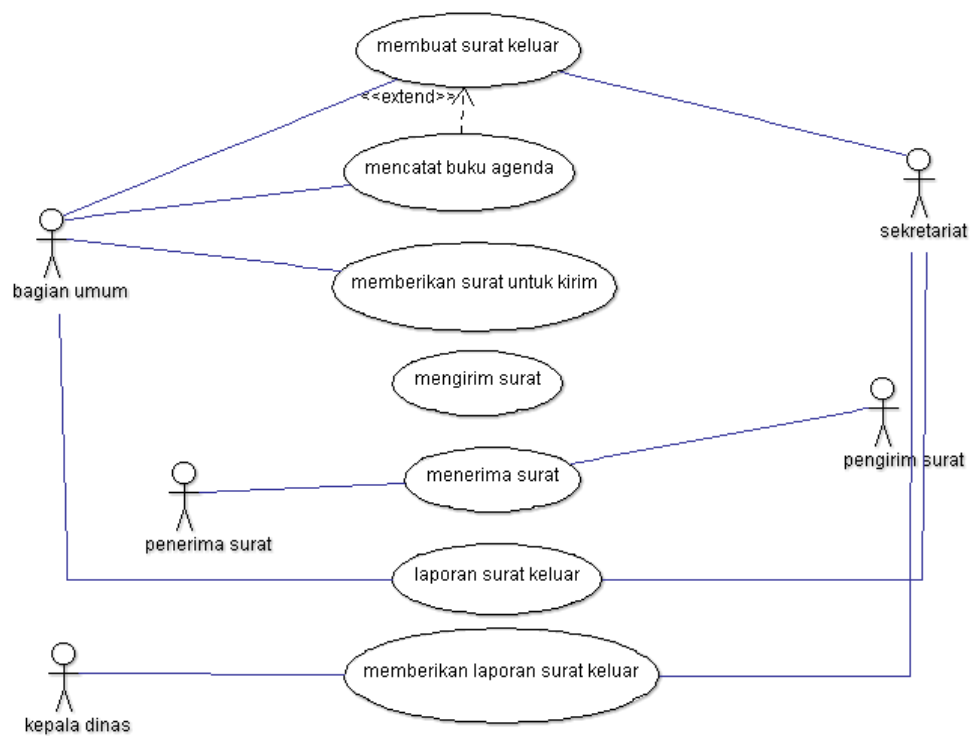 membuat surat keluar
<<extend>>
mencatat buku agenda
sekretariat
memberikan surat untuk kirim
bagian umum
mengirim surat
pengirim surat
menerima surat
penerima surat
laporan surat keluar
memberikan laporan surat keluar
kepala dinas